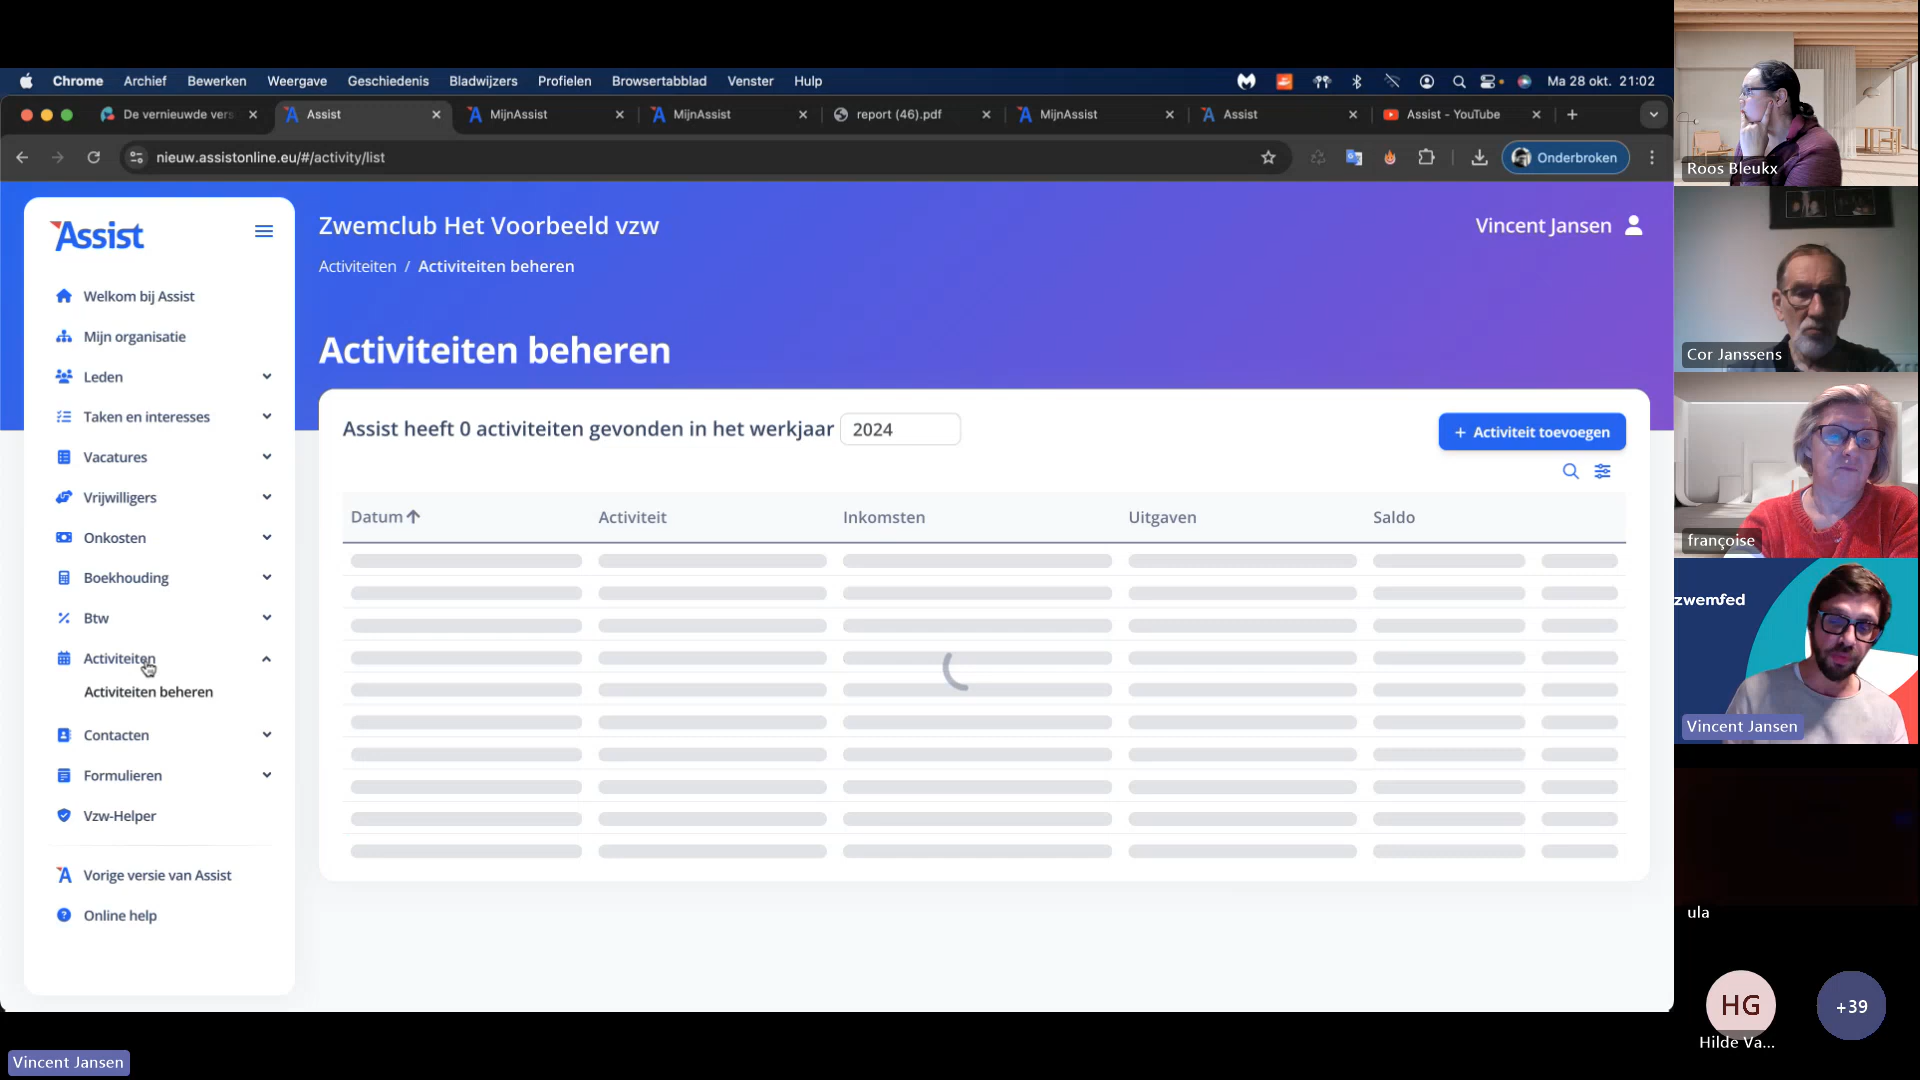 Chrome Archief Bewerken Weergave Geschiedenis Bladwijzers Profielen Browsertabblad Venster Hulp
Ma 28 okt. 21:02
De vernieuwde vers
Assist
MijnAssist
MijnAssist
report (46).pdf
MijnAssist
Assist
Assist - YouTube
nieuw.assistonline.eu/#/activity/list
Onderbroken
Assist
Welkom bij Assist
Mijn organisatie
Leden
Taken en interesses
Vacatures
Vrijwilligers
Onkosten
Boekhouding
Btw
Activiteiten
Activiteiten beheren
Contacten
Formulieren
Vzw-Helper
Vorige versie van Assist
Online help
Zwemclub Het Voorbeeld vzw
Vincent Jansen
Activiteiten / Activiteiten beheren
Activiteiten beheren
Assist heeft 0 activiteiten gevonden in het werkjaar 2024
+ Activiteit toevoegen
Datum Activiteit Inkomsten Uitgaven Saldo
Roos Bleukx
Cor Janssens
françoise
zwemfed
Vincent Jansen
ula
HG
Hilde Va...
+39
Vincent Jansen